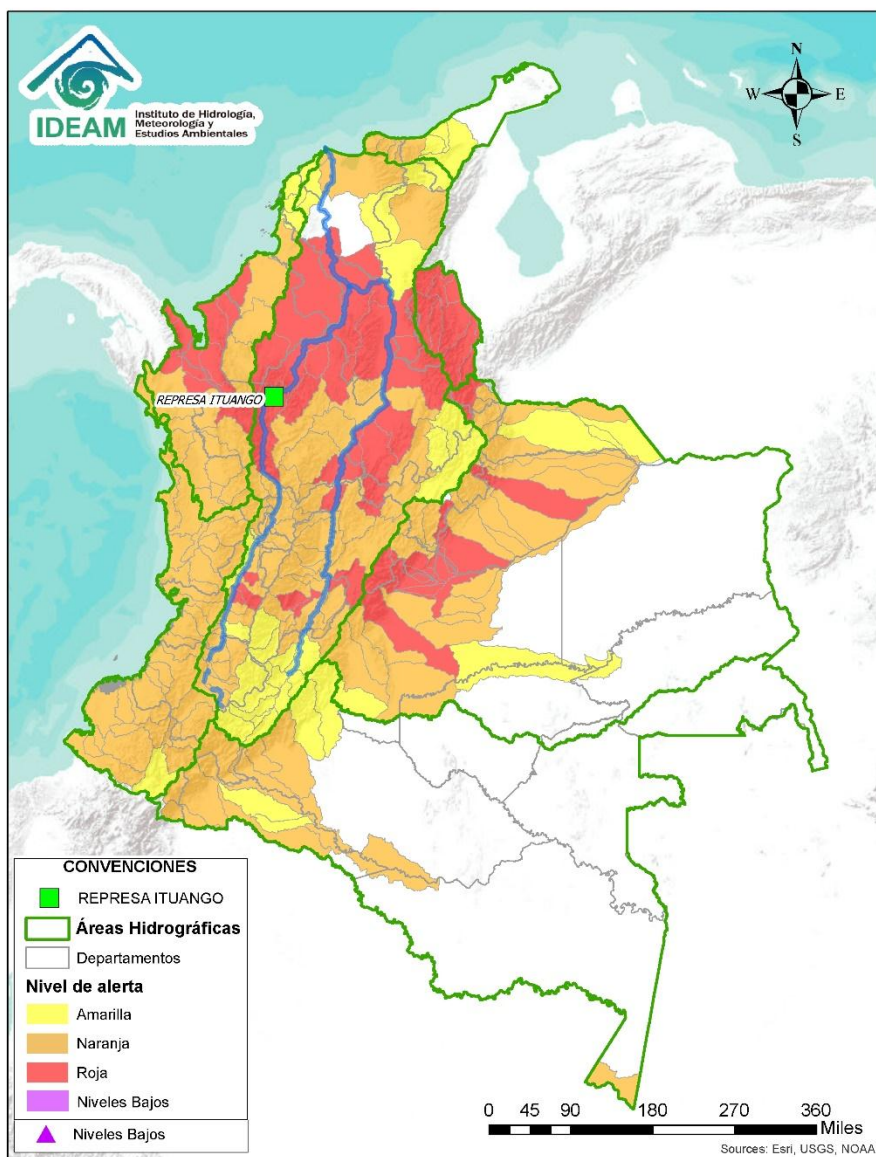 IDEAM
Instituto de Hidrología,
Meteorología y
Estudios Ambientales
N
W E
S
REPRESA ITUANGO
CONVENCIONES
REPRESA ITUANGO
Áreas Hidrográficas
Departamentos
Nivel de alerta
Amarilla
Naranja
Roja
Niveles Bajos
Niveles Bajos
0 45 90 180 270 360
Miles
Sources: Esri, USGS, NOAA